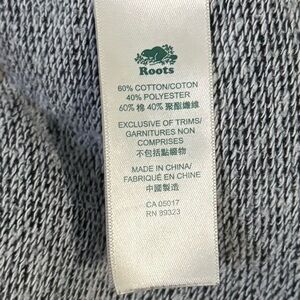 Roots
60% COTTON/COTON
40% POLYESTER
60% 棉 40% 聚酯纖維
EXCLUSIVE OF TRIMS/
GARNITURES NON
COMPRISES
不包括點綴物
MADE IN CHINA/
FABRIQUÉ EN CHINE
中國製造
CA 05017
RN 89323